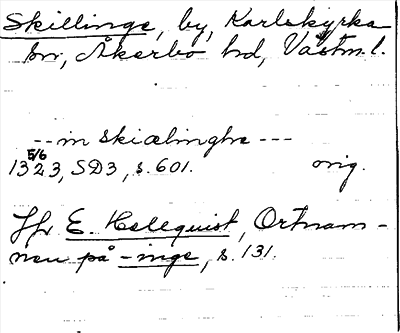 Skillinge, by, Karlskyrka
sn, Åkerbo hd, Västm. l.
-- in skiælinghe ---
5/6
1323, SD3, s. 601. orig.
Jfr E. Hellquist, Ortnam-
nen på -inge, s. 131.